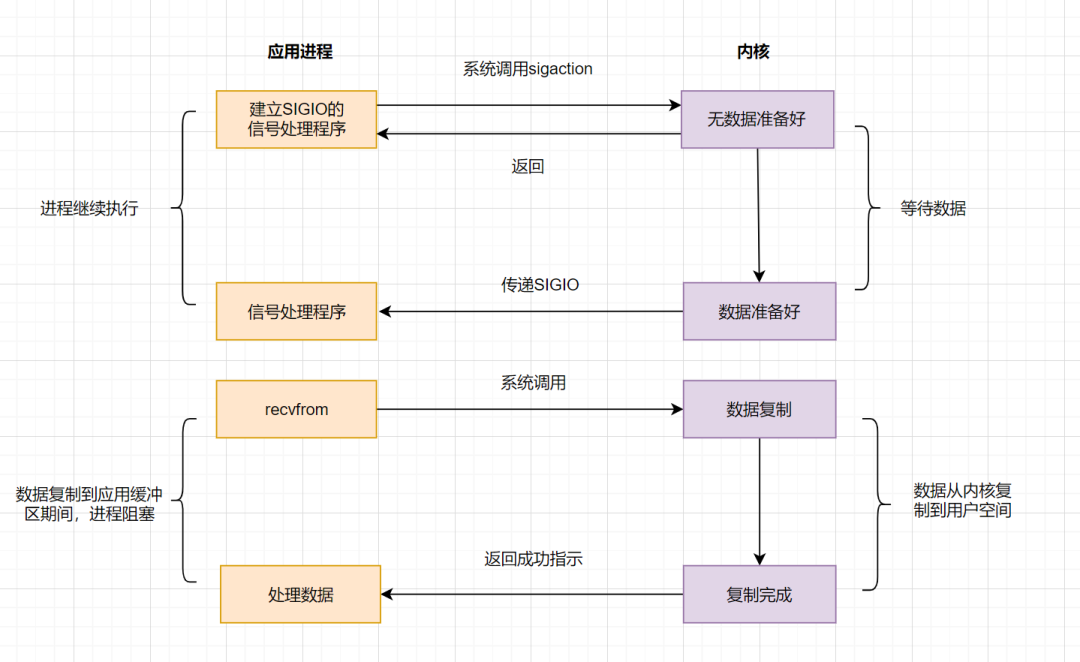 应用进程
内核
系统调用sigaction
建立SIGIO的
信号处理程序
无数据准备好
返回
进程继续执行
等待数据
传递SIGIO
信号处理程序
数据准备好
系统调用
recvfrom
数据复制
数据复制到应用缓冲
区期间，进程阻塞
数据从内核复
制到用户空间
返回成功指示
处理数据
复制完成